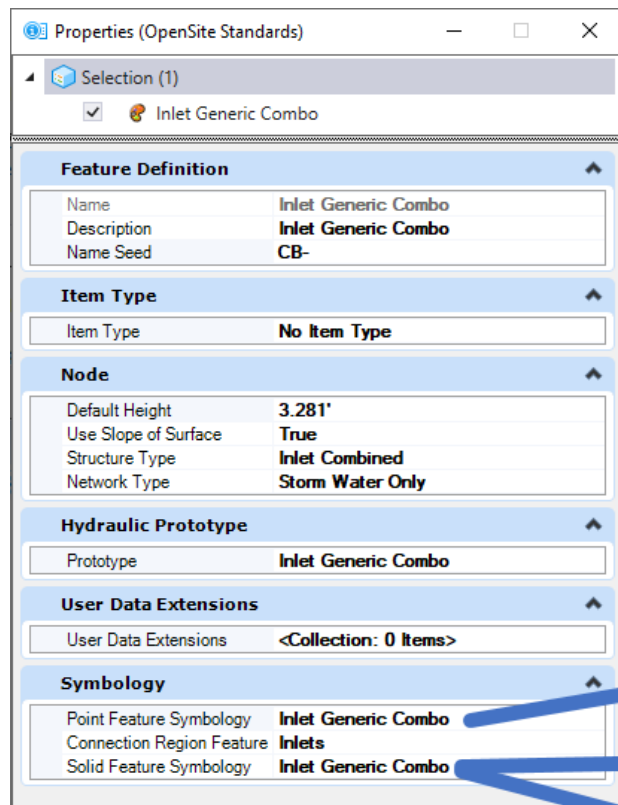 Properties (OpenSite Standards)
Selection (1)
Inlet Generic Combo
Feature Definition
Name Inlet Generic Combo
Description Inlet Generic Combo
Name Seed CB-
Item Type
Item Type No Item Type
Node
Default Height 3.281'
Use Slope of Surface True
Structure Type Inlet Combined
Network Type Storm Water Only
Hydraulic Prototype
Prototype Inlet Generic Combo
User Data Extensions
User Data Extensions <Collection: 0 Items>
Symbology
Point Feature Symbology Inlet Generic Combo
Connection Region Feature Inlets
Solid Feature Symbology Inlet Generic Combo